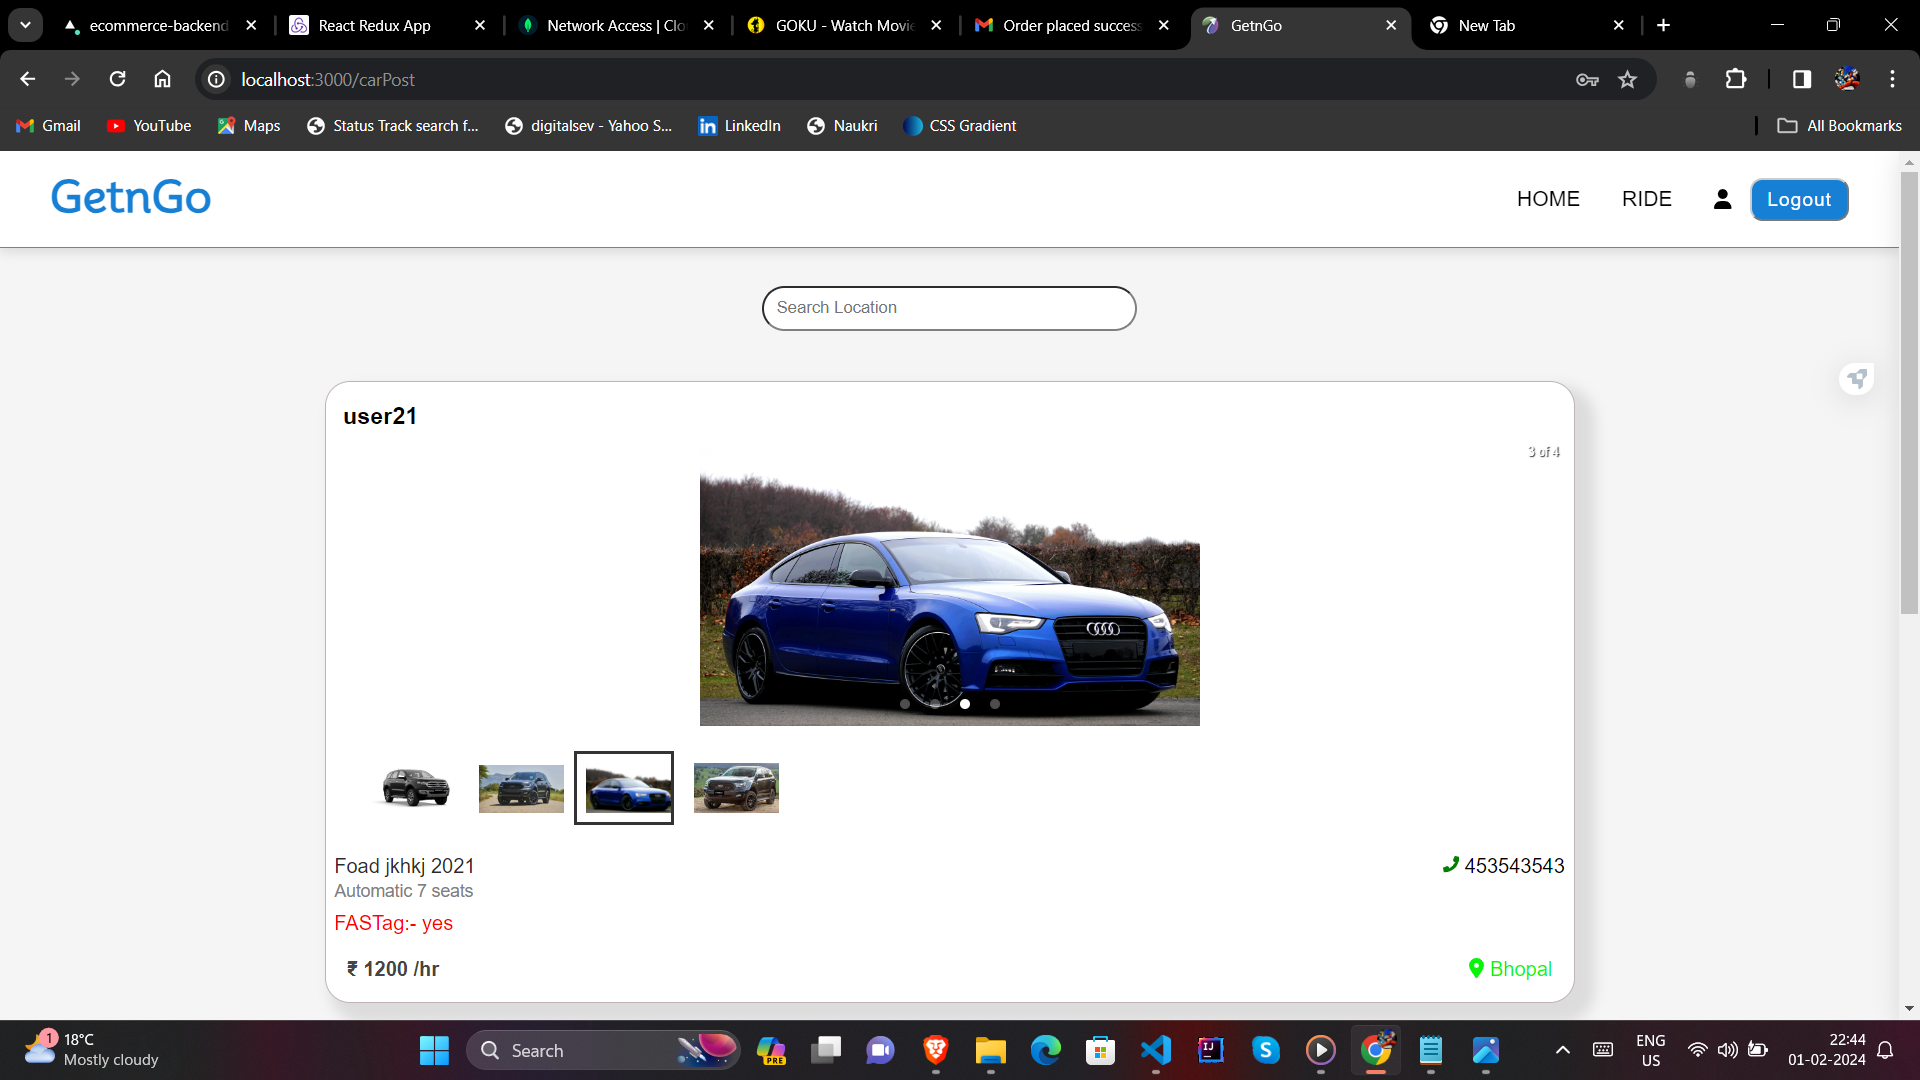 ecommerce-backend
React Redux App
Network Access | Clo
GOKU - Watch Movie
Order placed success
GetnGo
New Tab
localhost:3000/carPost
Gmail
YouTube
Maps
Status Track search f...
digitalsev - Yahoo S...
LinkedIn
Naukri
CSS Gradient
All Bookmarks
GetnGo
HOME
RIDE
Logout
Search Location
user21
3 of 4
Foad jkhkj 2021
453543543
Automatic 7 seats
FASTag:- yes
₹ 1200 /hr
Bhopal
1
18°C
Mostly cloudy
Search
PRE
ENG
US
22:44
01-02-2024